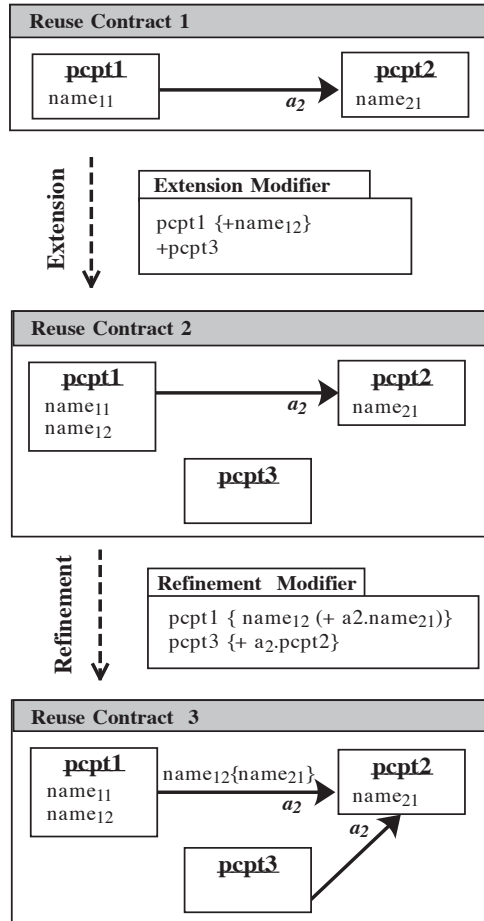 Reuse Contract 1
pcpt1
name11
a2
pcpt2
name21
Extension
Extension Modifier
pcpt1 {+name12}
+pcpt3
Reuse Contract 2
pcpt1
name11
name12
a2
pcpt2
name21
pcpt3
Refinement
Refinement Modifier
pcpt1 { name12 (+ a2.name21)}
pcpt3 {+ a2.pcpt2}
Reuse Contract 3
pcpt1
name11
name12
name12{name21}
a2
pcpt2
name21
a2
pcpt3